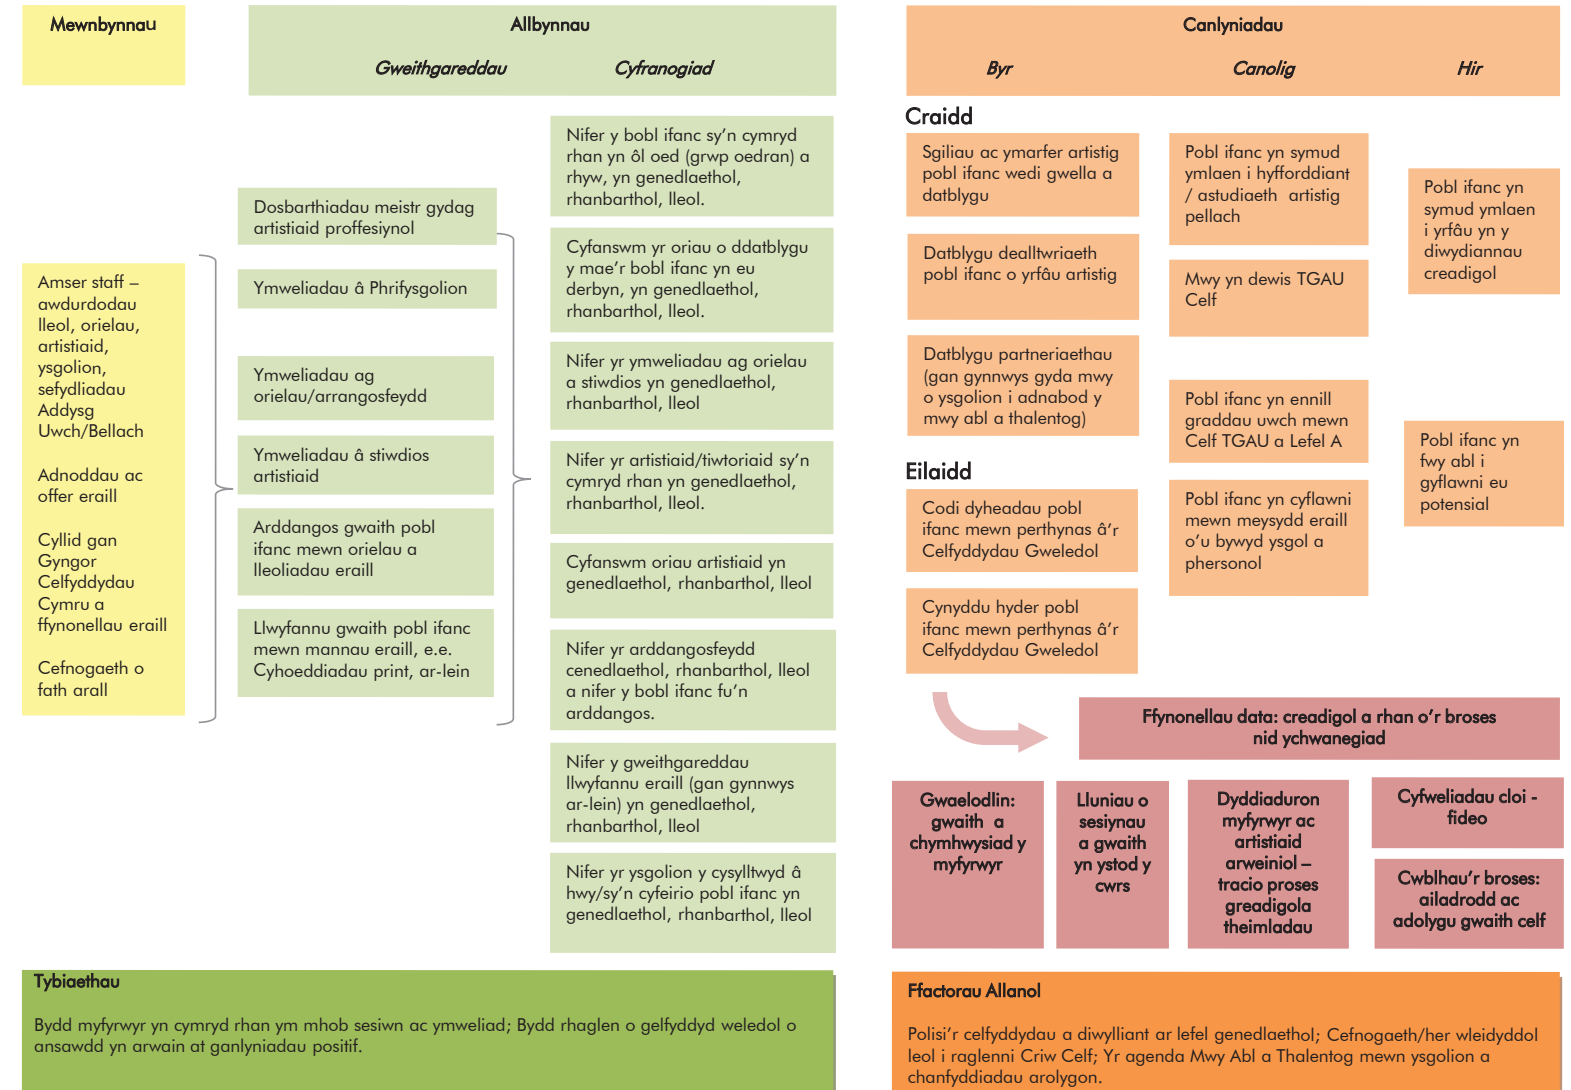 Mewnbynnau
Amser staff –
awdurdodau
lleol, orielau,
artistiaid,
ysgolion,
sefydliadau
Addysg
Uwch/Bellach
Adnoddau ac
offer eraill
Cyllid gan
Gyngor
Celfyddydau
Cymru a
ffynonellau eraill
Cefnogaeth o
fath arall
Allbynnau
Gweithgareddau
Cyfranogiad
Dosbarthiadau meistr gydag
artistiaid proffesiynol
Ymweliadau â Phrifysgolion
Ymweliadau ag
orielau/arrangosfeydd
Ymweliadau â stiwdios
artistiaid
Arddangos gwaith pobl
ifanc mewn orielau a
lleoliadau eraill
Llwyfannu gwaith pobl ifanc
mewn mannau eraill, e.e.
Cyhoeddiadau print, ar-lein
Nifer y bobl ifanc sy’n cymryd
rhan yn ôl oed (grwp oedran) a
rhyw, yn genedlaethol,
rhanbarthol, lleol.
Cyfanswm yr oriau o ddatblygu
y mae’r bobl ifanc yn eu
derbyn, yn genedlaethol,
rhanbarthol, lleol.
Nifer yr ymweliadau ag orielau
a stiwdios yn genedlaethol,
rhanbarthol, lleol
Nifer yr artistiaid/tiwtoriaid sy’n
cymryd rhan yn genedlaethol,
rhanbarthol, lleol.
Cyfanswm oriau artistiaid yn
genedlaethol, rhanbarthol, lleol
Nifer yr arddangosfeydd
cenedlaethol, rhanbarthol, lleol
a nifer y bobl ifanc fu’n
arddangos.
Nifer y gweithgareddau
llwyfannu eraill (gan gynnwys
ar-lein) yn genedlaethol,
rhanbarthol, lleol
Nifer yr ysgolion y cysylltwyd â
hwy/sy’n cyfeirio pobl ifanc yn
genedlaethol, rhanbarthol, lleol
Canlyniadau
Byr
Canolig
Hir
Craidd
Sgiliau ac ymarfer artistig
pobl ifanc wedi gwella a
datblygu
Datblygu dealltwriaeth
pobl ifanc o yrfâu artistig
Datblygu partneriaethau
(gan gynnwys gyda mwy
o ysgolion i adnabod y
mwy abl a thalentog)
Eilaidd
Codi dyheadau pobl
ifanc mewn perthynas â’r
Celfyddydau Gweledol
Cynyddu hyder pobl
ifanc mewn perthynas â’r
Celfyddydau Gweledol
Pobl ifanc yn symud
ymlaen i hyfforddiant
/ astudiaeth artistig
pellach
Mwy yn dewis TGAU
Celf
Pobl ifanc yn ennill
graddau uwch mewn
Celf TGAU a Lefel A
Pobl ifanc yn cyflawni
mewn meysydd eraill
o’u bywyd ysgol a
phersonol
Pobl ifanc yn
symud ymlaen
i yrfâu yn y
diwydiannau
creadigol
Pobl ifanc yn
fwy abl i
gyflawni eu
potensial
Ffynonellau data: creadigol a rhan o’r broses
nid ychwanegiad
Gwaelodlin:
gwaith a
chymhwysiad y
myfyrwyr
Lluniau o
sesiynau
a gwaith
yn ystod y
cwrs
Dyddiaduron
myfyrwyr ac
artistiaid
arweiniol –
tracio proses
greadigola
theimladau
Cyfweliadau cloi -
fideo
Cwblhau’r broses:
ailadrodd ac
adolygu gwaith celf
Tybiaethau
Bydd myfyrwyr yn cymryd rhan ym mhob sesiwn ac ymweliad; Bydd rhaglen o gelfyddyd weledol o
ansawdd yn arwain at ganlyniadau positif.
Ffactorau Allanol
Polisi’r celfyddydau a diwylliant ar lefel genedlaethol; Cefnogaeth/her wleidyddol
leol i raglenni Criw Celf; Yr agenda Mwy Abl a Thalentog mewn ysgolion a
chanfyddiadau arolygon.